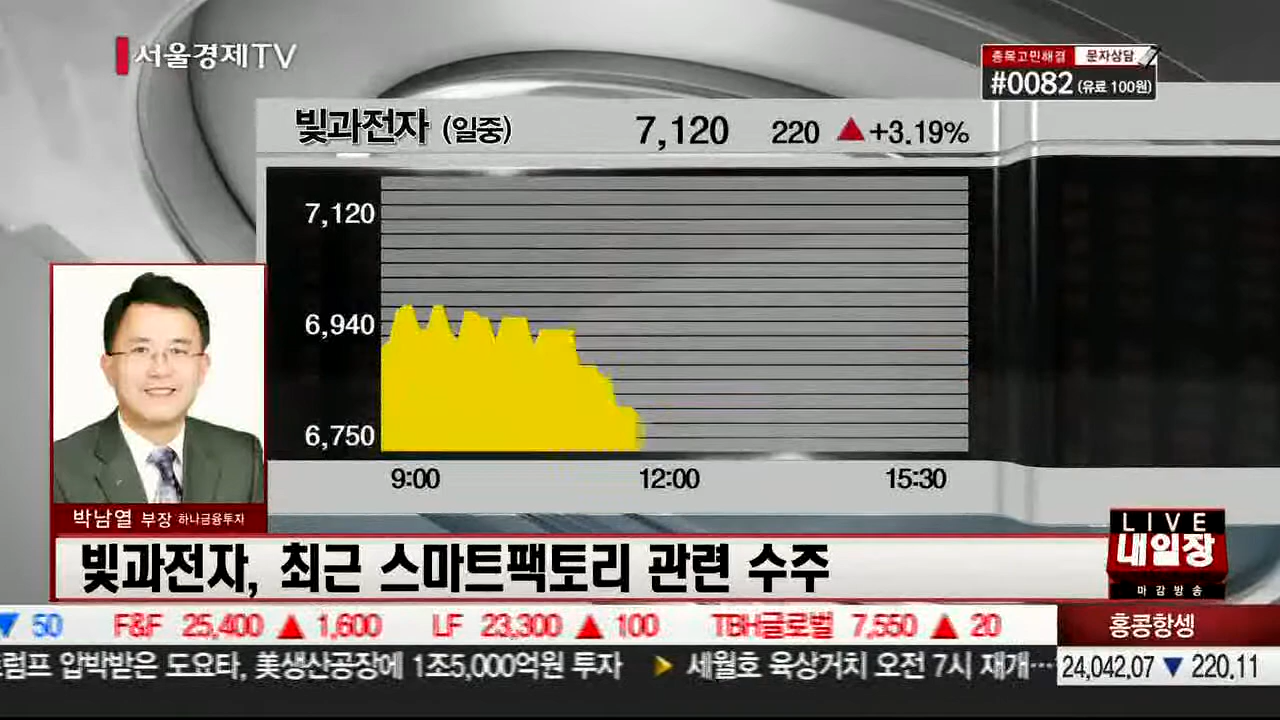 서울경제TV
종목고민해결 문자상담
#0082 (유료 100원)
빛과전자 (일중) 7,120 220 ▲+3.19%
7,120
6,940
6,750
9:00 12:00 15:30
박남열 부장 하나금융투자
빛과전자, 최근 스마트팩토리 관련 수주
LIVE
내일장
마감방송
▼ 50 F&F 25,400 ▲ 1,600 LF 23,300 ▲ 100 TBH글로벌 7,550 ▲ 20
홍콩항셍
럼프 압박받은 도요타, 美생산공장에 1조5,000억원 투자 ▶ 세월호 육상거치 오전 7시 재개…
24,042.07 ▼ 220.11